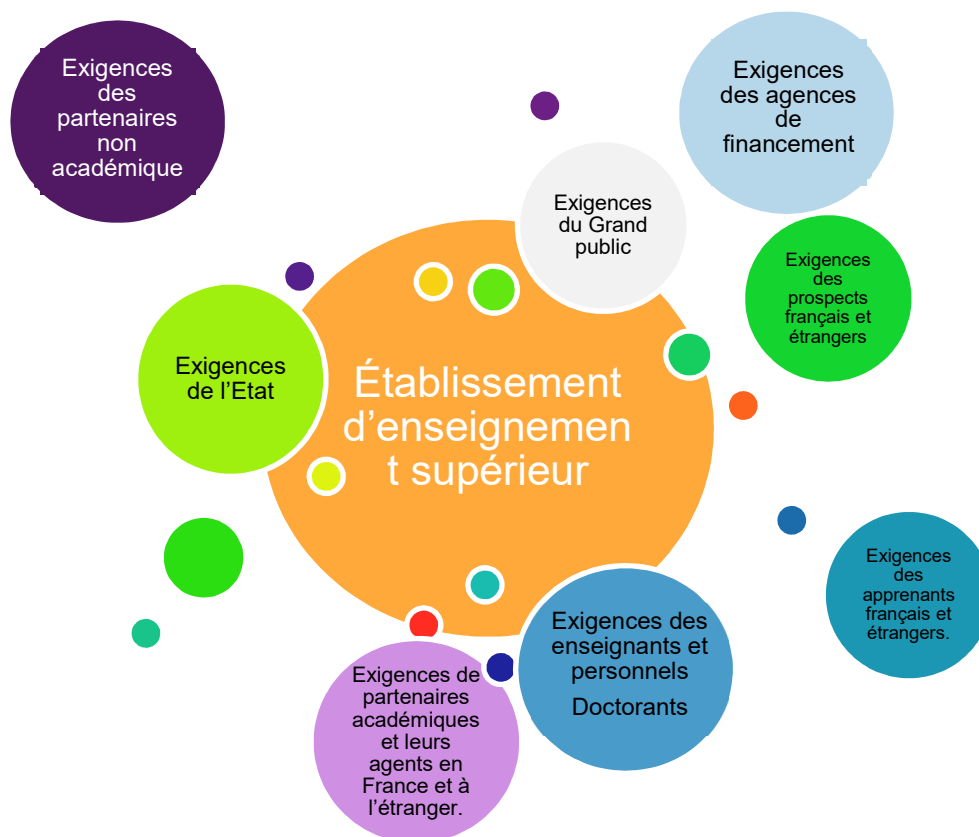 Exigences
des
partenaires
non
académique
Exigences
des agences
de
financement
Exigences
du Grand
public
Exigences
des
prospects
français et
étrangers
Exigences
de l’Etat
Établissement
d’enseignemen
t supérieur
Exigences
des
apprenants
français et
étrangers.
Exigences des
enseignants et
personnels
Doctorants
Exigences de
partenaires
académiques
et leurs
agents en
France et à
l’étranger.